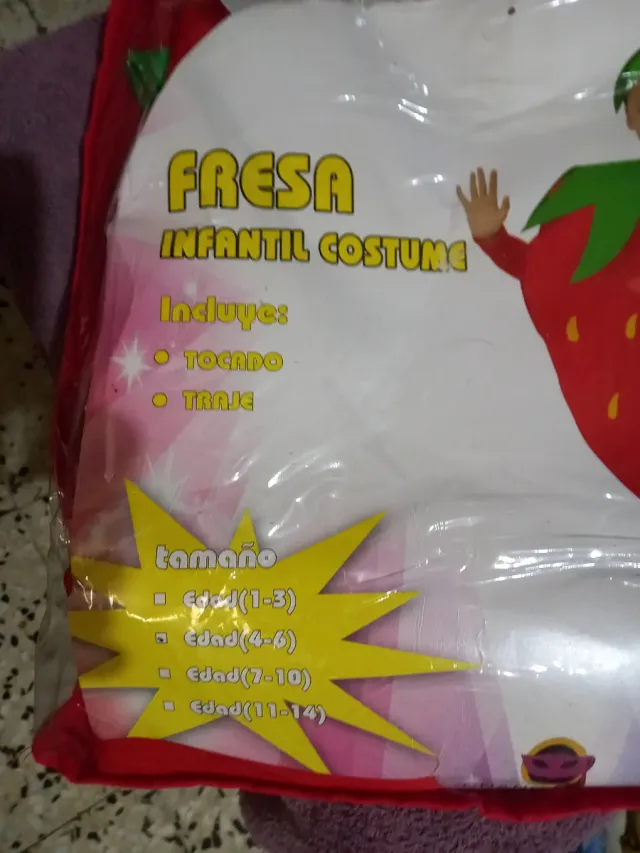 FRESA
INFANTIL COSTUME
Incluye:
TOCADO
TRAJE
tamaño
Edad(1-3)
Edad(4-6)
Edad(7-10)
Edad(11-14)